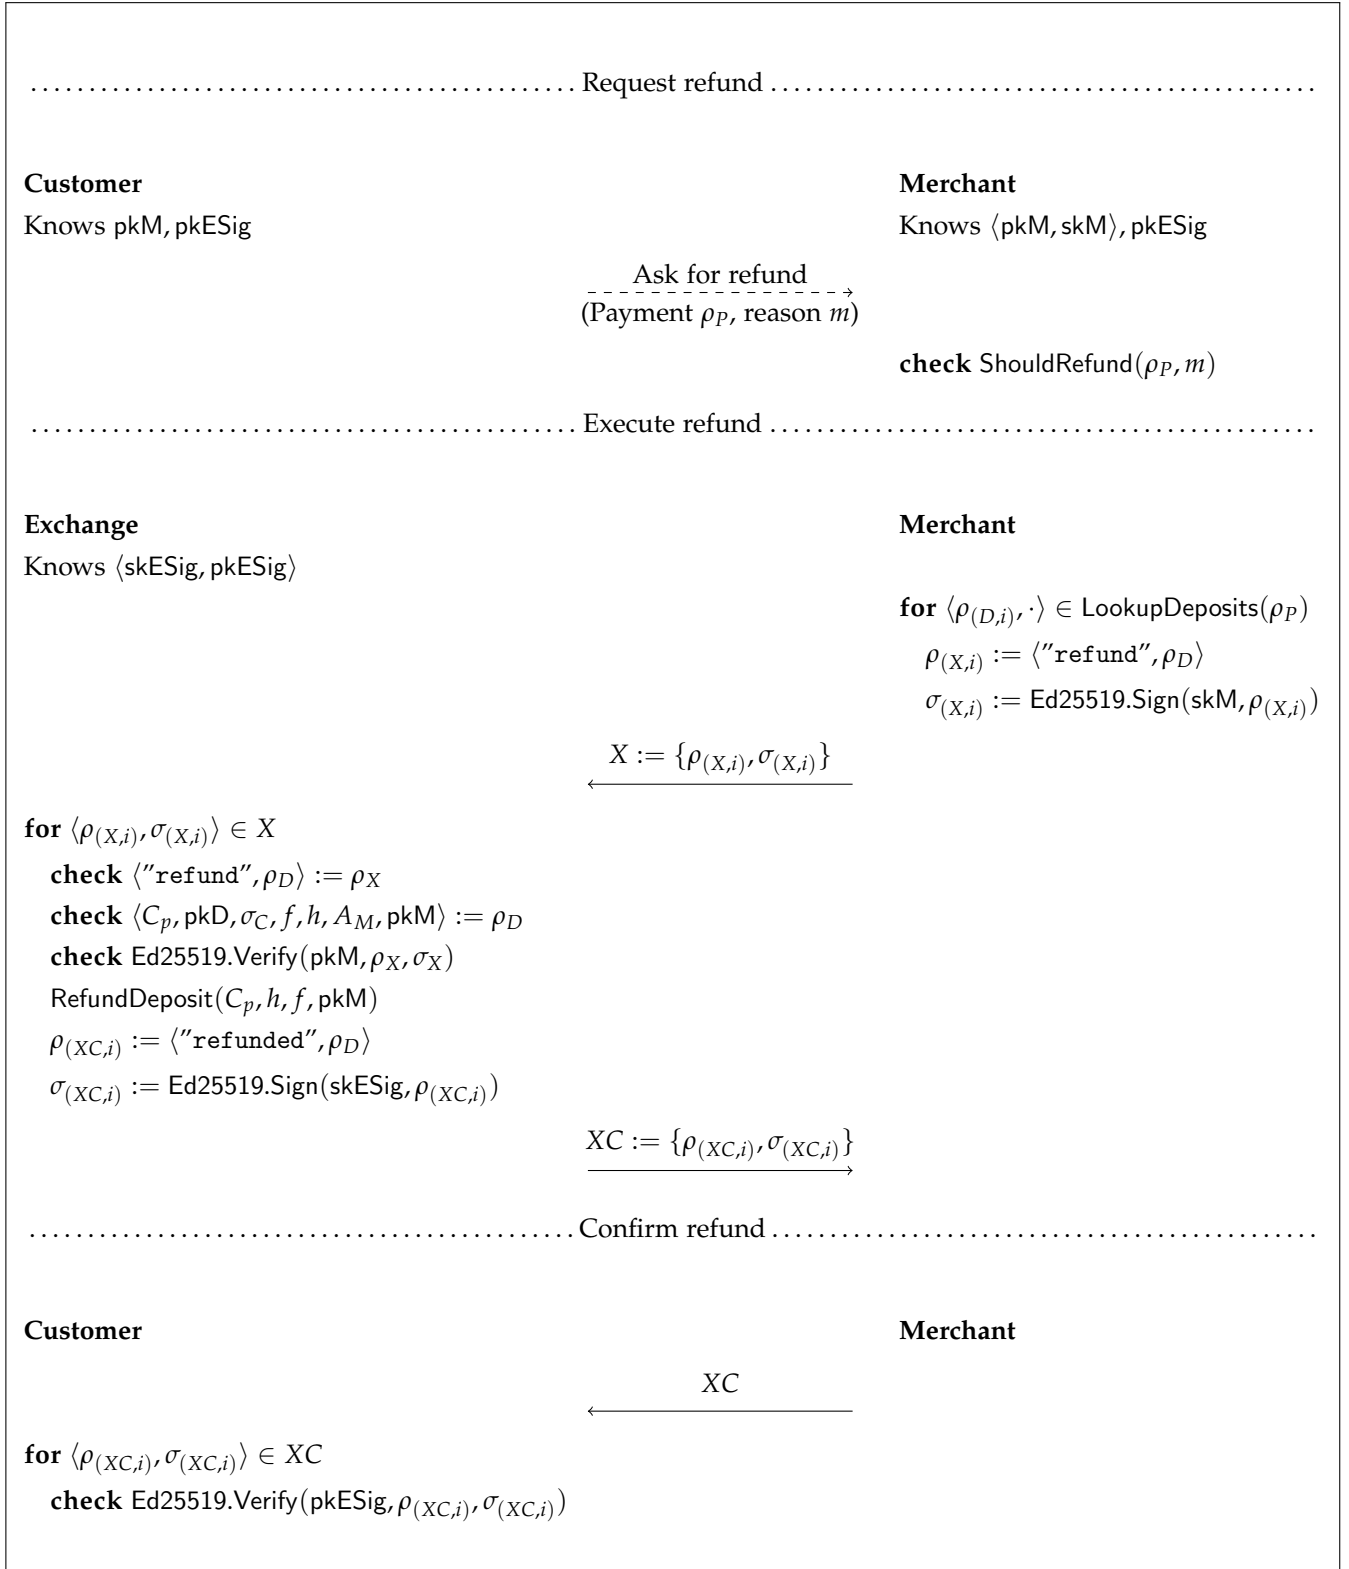 Request refund
Customer Merchant
Knows pkM, pkESig Knows ⟨pkM, skM⟩, pkESig
Ask for refund
(Payment ρ_P, reason m)
check ShouldRefund(ρ_P, m)
Execute refund
Exchange Merchant
Knows ⟨skESig, pkESig⟩
for ⟨ρ_(D,i), ·⟩ ∈ LookupDeposits(ρ_P)
ρ_(X,i) := ⟨"refund", ρ_D⟩
σ_(X,i) := Ed25519.Sign(skM, ρ_(X,i))
X := {ρ_(X,i), σ_(X,i)}
for ⟨ρ_(X,i), σ_(X,i)⟩ ∈ X
check ⟨"refund", ρ_D⟩ := ρ_X
check ⟨C_p, pkD, σ_C, f, h, A_M, pkM⟩ := ρ_D
check Ed25519.Verify(pkM, ρ_X, σ_X)
RefundDeposit(C_p, h, f, pkM)
ρ_(XC,i) := ⟨"refunded", ρ_D⟩
σ_(XC,i) := Ed25519.Sign(skESig, ρ_(XC,i))
XC := {ρ_(XC,i), σ_(XC,i)}
Confirm refund
Customer Merchant
XC
for ⟨ρ_(XC,i), σ_(XC,i)⟩ ∈ XC
check Ed25519.Verify(pkESig, ρ_(XC,i), σ_(XC,i))